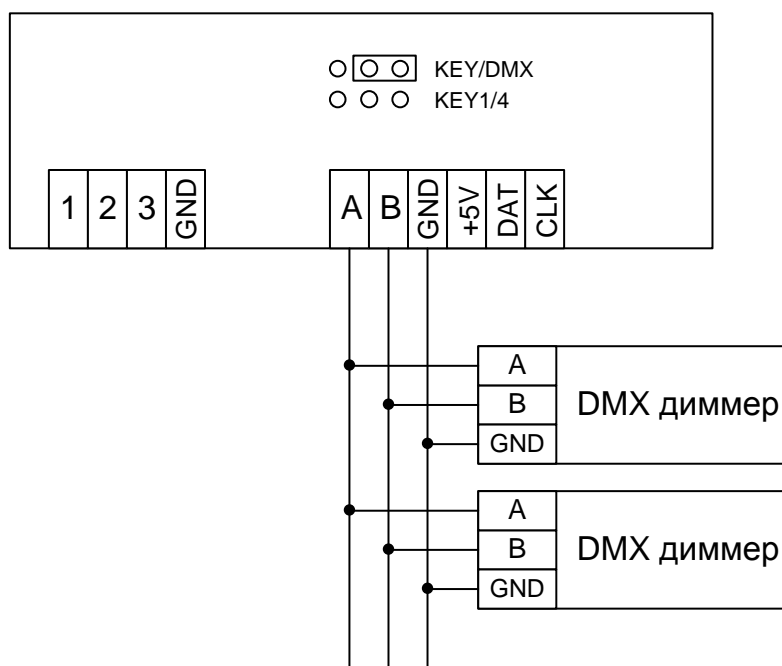 KEY/DMX
KEY1/4
1 2 3 GND A B GND +5V DAT CLK
A
B DMX диммер
GND
A
B DMX диммер
GND